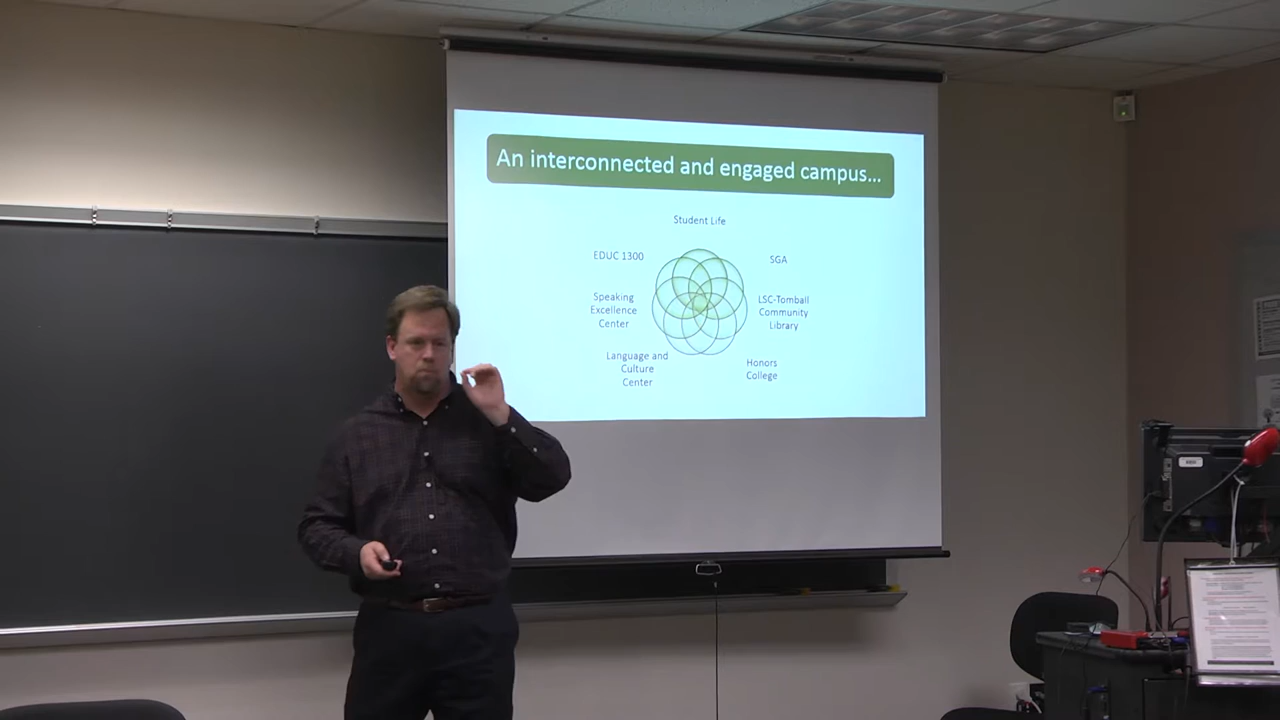 An interconnected and engaged campus...
Student Life
EDUC 1300
SGA
Speaking
Excellence
Center
LSC-Tomball
Community
Library
Language and
Culture
Center
Honors
College